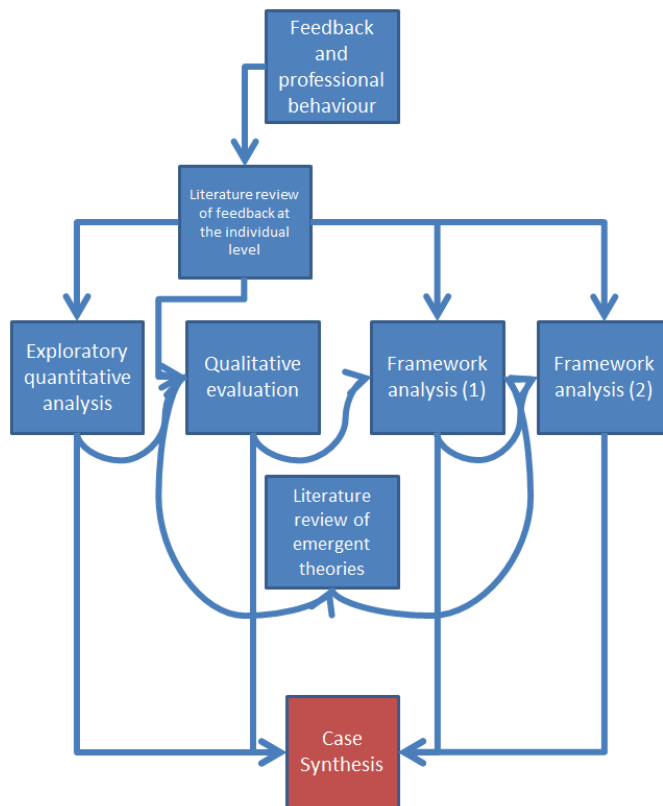 Feedback
and
professional
behaviour
Literature review
of feedback at
the individual
level
Exploratory
quantitative
analysis
Qualitative
evaluation
Framework
analysis (1)
Framework
analysis (2)
Literature
review of
emergent
theories
Case
Synthesis